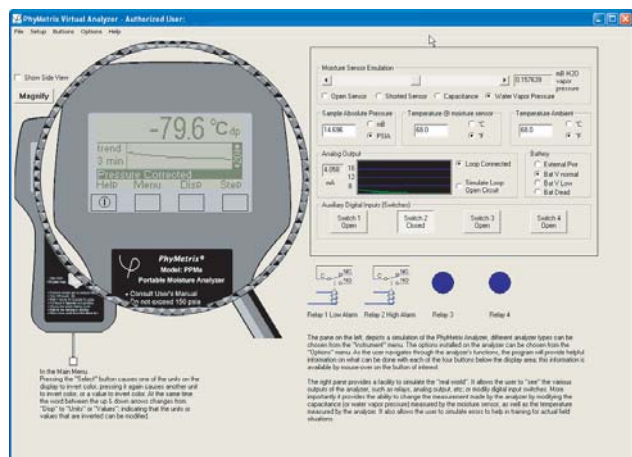 PhyMetrix Virtual Analyzer - Authorized User:
File Setup Buttons Options Help
Show Side View
Magnify
-79.6 °C dp
trend
3 min
Pressure Corrected
Help Menu Disp Step
PhyMetrix®
Model: PPMa
Portable Moisture Analyzer
• Consult User's Manual
• Do not exceed 150 psia
In the Main Menu
Pressing the "Select" button causes one of the units on the
display to invert color, pressing it again causes another unit
to invert color, or a value to invert color. At the same time
the word between the up & down arrows changes from
"Disp" to "Units" or "Values"; indicating that the units or
values that are inverted can be modified.
Moisture Sensor Emulation
0.157639 mB H2O
vapor
pressure
Open Sensor Shorted Sensor Capacitance Water Vapor Pressure
Sample Absolute Pressure
14.696 mB
PSIA
Temperature @ moisture sensor
68.0 °C
°F
Temperature Ambient
68.0 °C
°F
Analog Output
4.058
mA
18
12
8
Loop Connected
Simulate Loop
Open Circuit
Battery
External Pwr
Bat V normal
Bat V Low
Bat Dead
Auxiliary Digital Inputs (Switches)
Switch 1
Open
Switch 2
Closed
Switch 3
Open
Switch 4
Open
C NC
NO
C NC
NO
Relay 1 Low Alarm Relay 2 High Alarm Relay 3 Relay 4
The pane on the left, depicts a simulation of the PhyMetrix Analyzer, different analyzer types can be
chosen from the "Instrument" menu. The options installed on the analyzer can be chosen from the
"Options" menu. As the user navigates through the analyzer's functions, the program will provide helpful
information on what can be done with each of the four buttons below the display area; this information is
available by mouse over on the button of interest.
The right pane provides a facility to simulate the "real world". It allows the user to "see" the various
outputs of the analyzer, such as relays, analog output, etc; or modify digital input switches. More
importantly it provides the ability to change the measurement made by the analyzer by modifying the
capacitance (or water vapor pressure) measured by the moisture sensor, as well as the temperature
measured by the analyzer. It also allows the user to simulate errors to help in training for actual field
situations